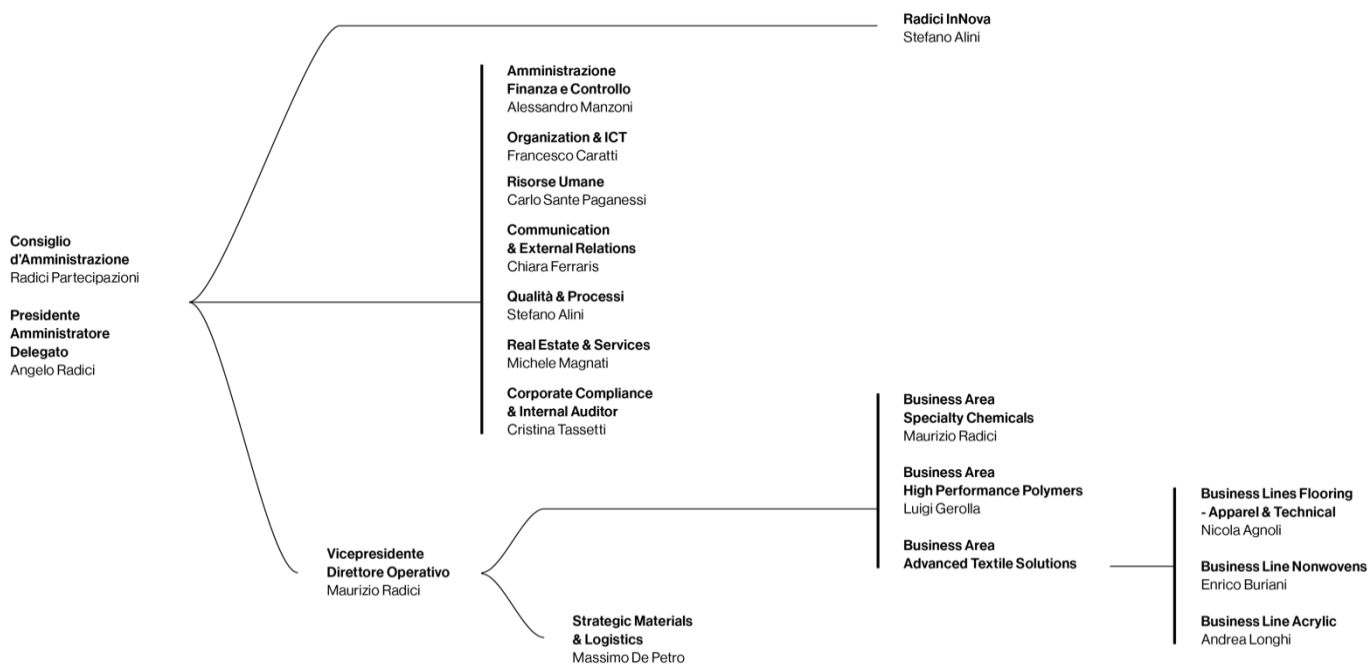 Radici InNova
Stefano Alini
Amministrazione
Finanza e Controllo
Alessandro Manzoni
Organization & ICT
Francesco Caratti
Risorse Umane
Carlo Sante Paganessi
Communication
& External Relations
Chiara Ferraris
Qualità & Processi
Stefano Alini
Real Estate & Services
Michele Magnati
Corporate Compliance
& Internal Auditor
Cristina Tassetti
Consiglio
d'Amministrazione
Radici Partecipazioni
Presidente
Amministratore
Delegato
Angelo Radici
Vicepresidente
Direttore Operativo
Maurizio Radici
Strategic Materials
& Logistics
Massimo De Petro
Business Area
Specialty Chemicals
Maurizio Radici
Business Area
High Performance Polymers
Luigi Gerolla
Business Area
Advanced Textile Solutions
Business Lines Flooring
- Apparel & Technical
Nicola Agnoli
Business Line Nonwovens
Enrico Buriani
Business Line Acrylic
Andrea Longhi